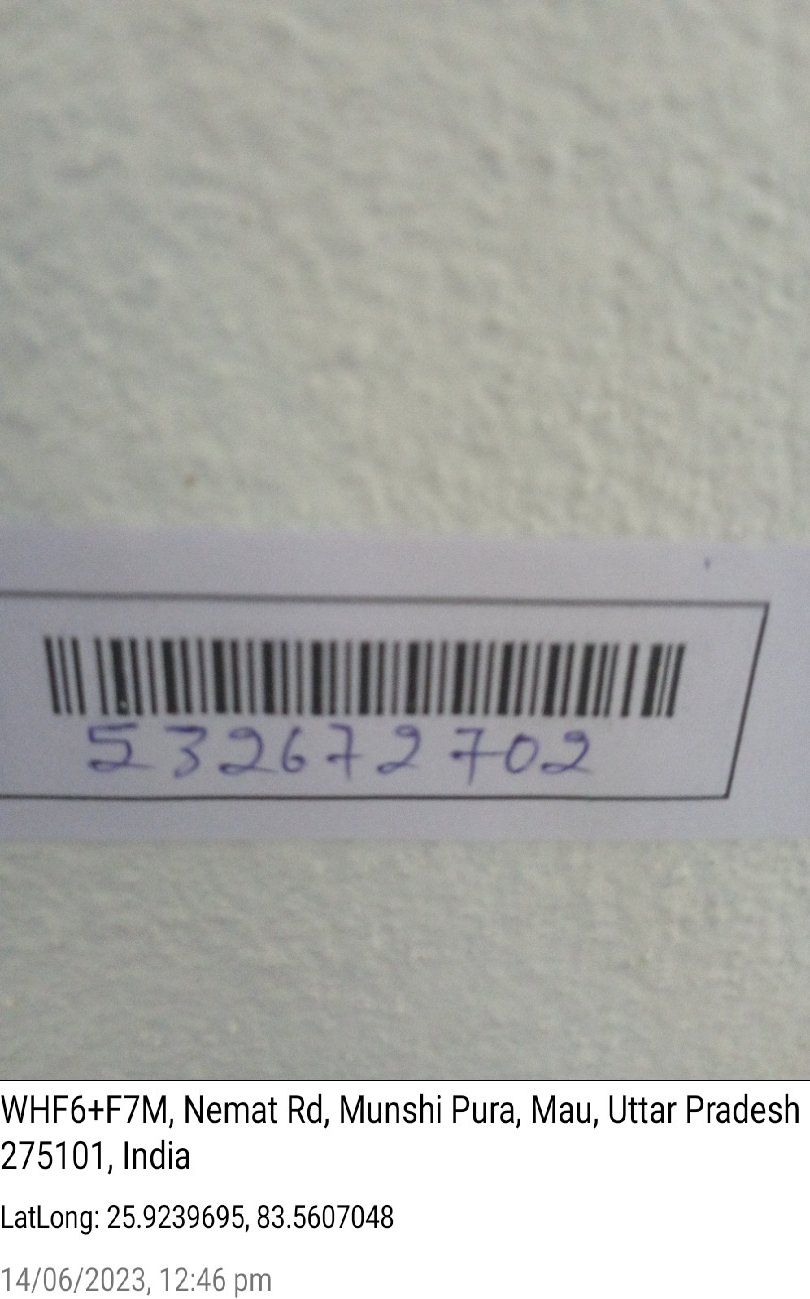 532672702
WHF6+F7M, Nemat Rd, Munshi Pura, Mau, Uttar Pradesh
275101, India
LatLong: 25.9239695, 83.5607048
14/06/2023, 12:46 pm